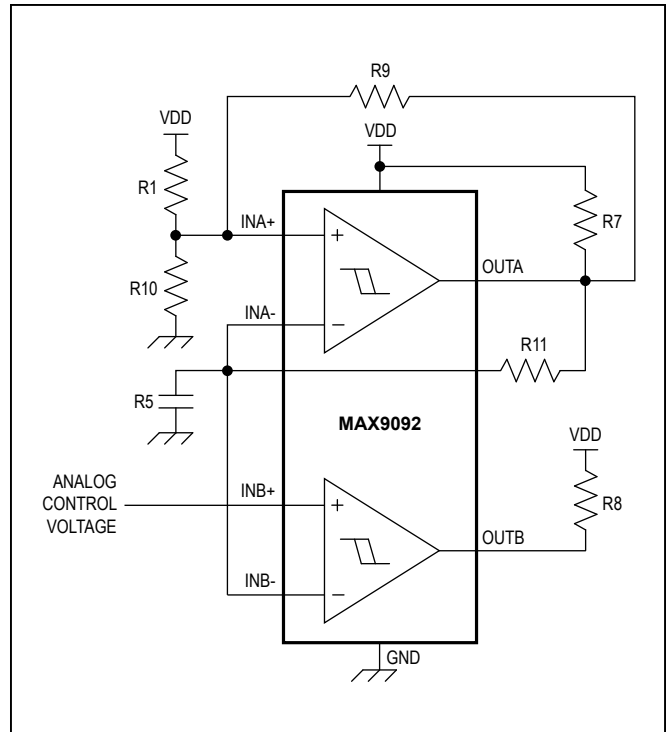 R9
VDD
VDD
R1
INA+
+
R7
OUTA
R10
INA-
−
R11
R5
MAX9092
VDD
ANALOG
CONTROL
VOLTAGE
INB+
+
R8
OUTB
INB-
−
GND